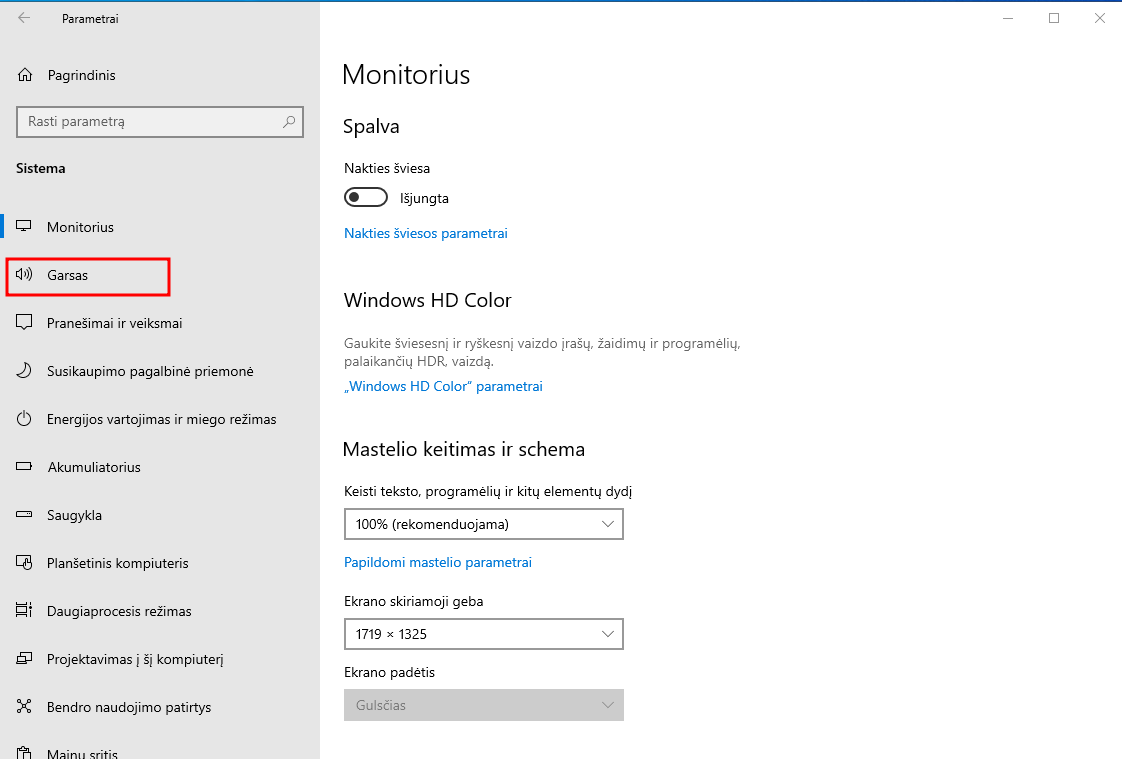 Parametrai
Pagrindinis
Rasti parametrą
Sistema
Monitorius
Garsas
Pranešimai ir veiksmai
Susikaupimo pagalbinė priemonė
Energijos vartojimas ir miego režimas
Akumuliatorius
Saugykla
Planšetinis kompiuteris
Daugiaprocesis režimas
Projektavimas į šį kompiuterį
Bendro naudojimo patirtys
Mainų sritis
Monitorius
Spalva
Nakties šviesa
Išjungta
Nakties šviesos parametrai
Windows HD Color
Gaukite šviesesnį ir ryškesnį vaizdo įrašų, žaidimų ir programėlių,
palaikančių HDR, vaizdą.
„Windows HD Color“ parametrai
Mastelio keitimas ir schema
Keisti teksto, programėlių ir kitų elementų dydį
100% (rekomenduojama)
Papildomi mastelio parametrai
Ekrano skiriamoji geba
1719 × 1325
Ekrano padėtis
Gulsčias